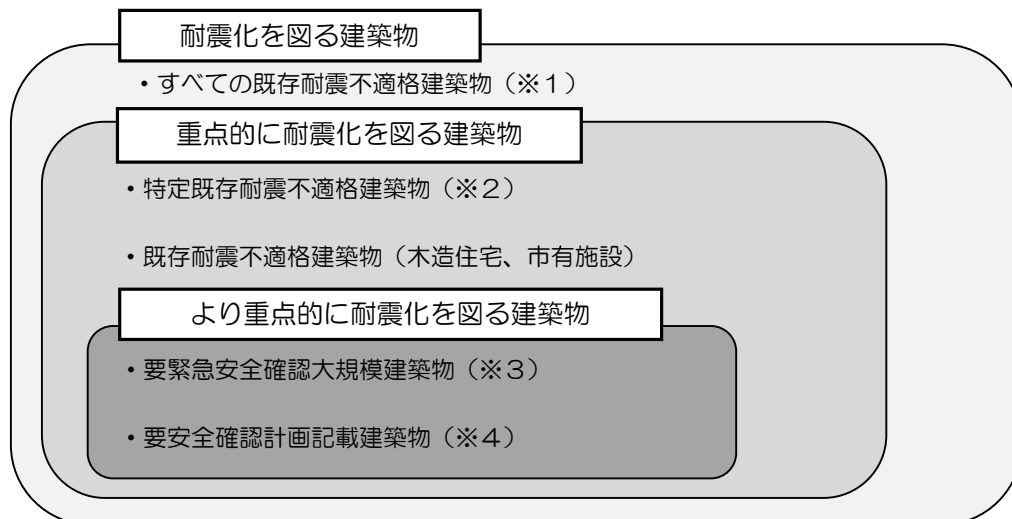 耐震化を図る建築物
・すべての既存耐震不適格建築物（※１）
重点的に耐震化を図る建築物
・特定既存耐震不適格建築物（※２）
・既存耐震不適格建築物（木造住宅、市有施設）
より重点的に耐震化を図る建築物
・要緊急安全確認大規模建築物（※３）
・要安全確認計画記載建築物（※４）